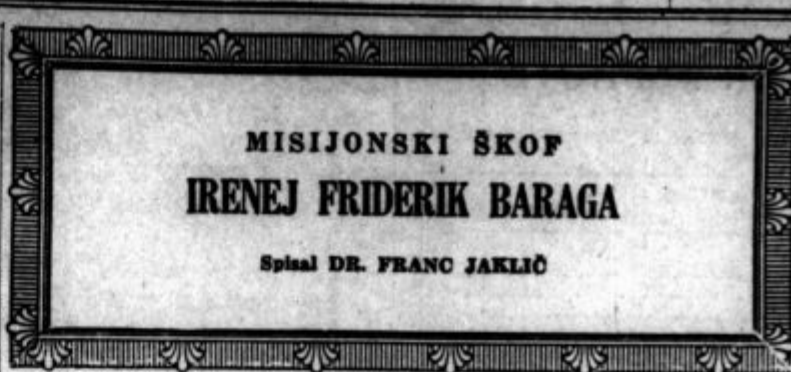 MISIJONSKI ŠKOF
IRENEJ FRIDERIK BARAGA
Spisal DR. FRANC JAKLIČ